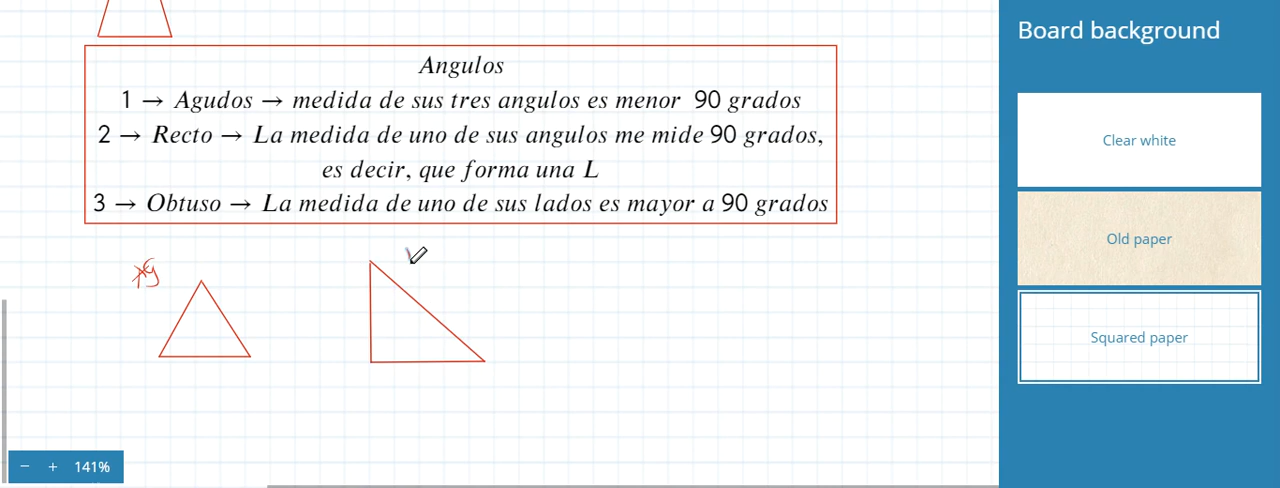 Angulos
1 → Agudos → medida de sus tres angulos es menor 90 grados
2 → Recto → La medida de uno de sus angulos me mide 90 grados,
es decir, que forma una L
3 → Obtuso → La medida de uno de sus lados es mayor a 90 grados
Board background
Clear white
Old paper
Squared paper
− + 141%